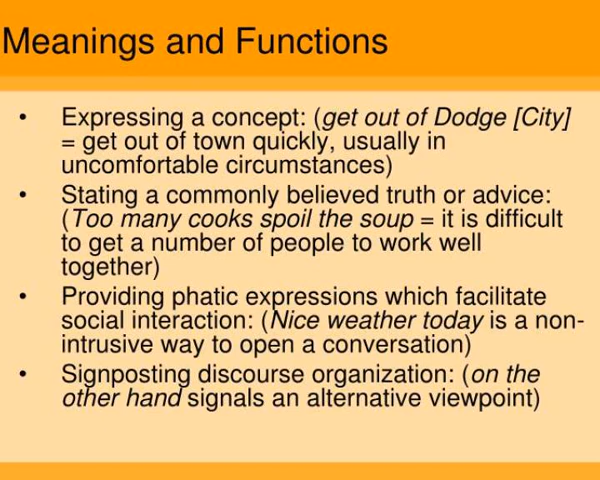 Meanings and Functions
• Expressing a concept: (get out of Dodge [City]
= get out of town quickly, usually in
uncomfortable circumstances)
• Stating a commonly believed truth or advice:
(Too many cooks spoil the soup = it is difficult
to get a number of people to work well
together)
• Providing phatic expressions which facilitate
social interaction: (Nice weather today is a non-
intrusive way to open a conversation)
• Signposting discourse organization: (on the
other hand signals an alternative viewpoint)